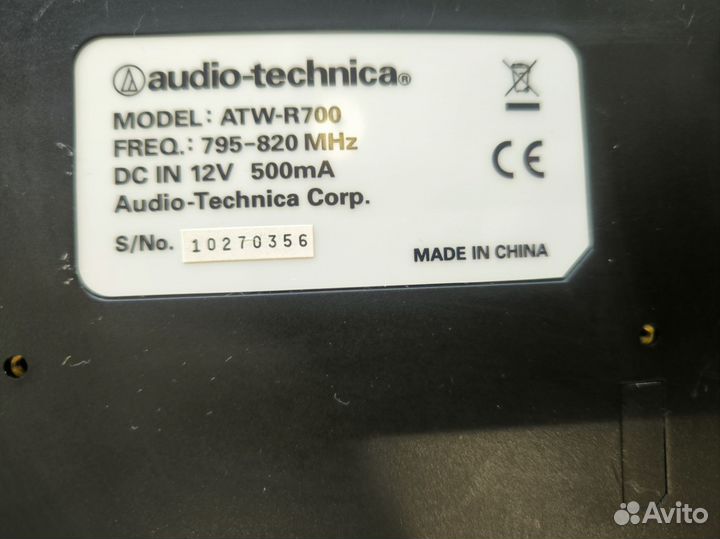 audio-technica®
MODEL: ATW-R700
FREQ.: 795-820 MHz
DC IN 12V 500mA
Audio-Technica Corp.
S/No. 10270356
CE
MADE IN CHINA
Avito